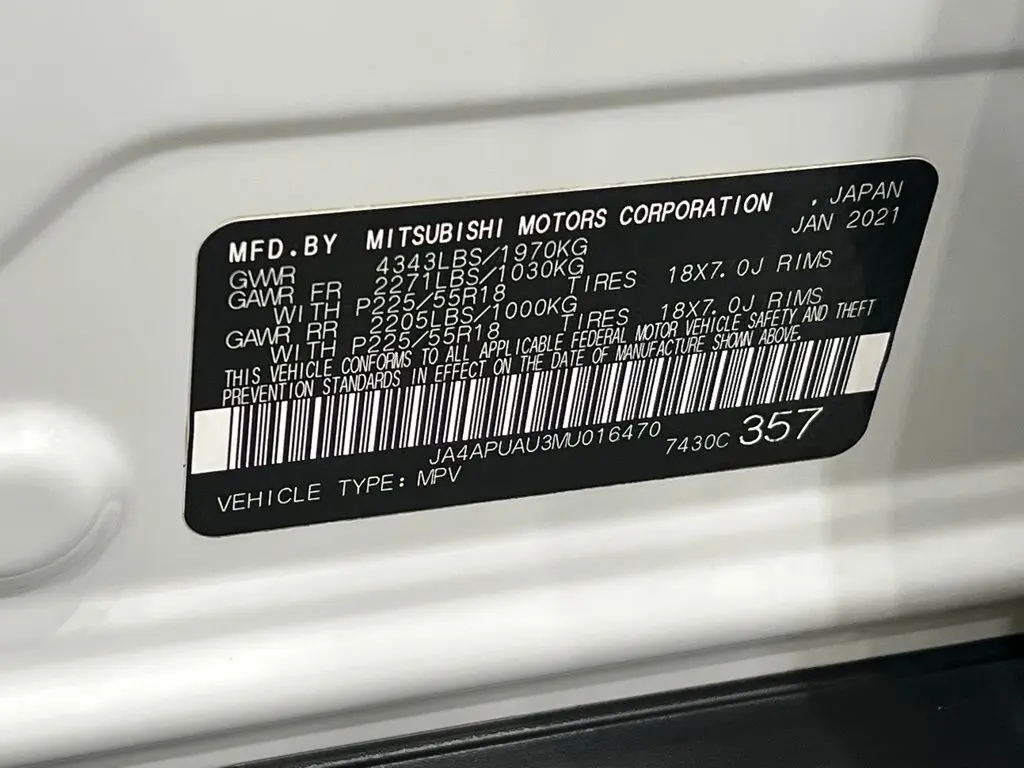 MFD.BY MITSUBISHI MOTORS CORPORATION , JAPAN
JAN 2021
GVWR 4343LBS/1970KG
GAWR FR 2271LBS/1030KG
WITH P225/55R18 TIRES 18X7.0J RIMS
GAWR RR 2205LBS/1000KG
WITH P225/55R18 TIRES 18X7.0J RIMS
THIS VEHICLE CONFORMS TO ALL APPLICABLE FEDERAL MOTOR VEHICLE SAFETY AND THEFT
PREVENTION STANDARDS IN EFFECT ON THE DATE OF MANUFACTURE SHOWN ABOVE.
JA4APUAU3MU016470
7430C 357
VEHICLE TYPE: MPV